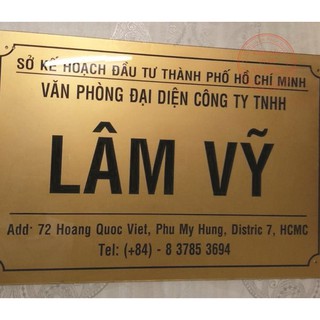 SỞ KẾ HOẠCH ĐẦU TƯ THÀNH PHỐ HỒ CHÍ MINH
VĂN PHÒNG ĐẠI DIỆN CÔNG TY TNHH
LÂM VỸ
Add: 72 Hoang Quoc Viet, Phu My Hung, Distric 7, HCMC
Tel: (+84) - 8 3785 3694